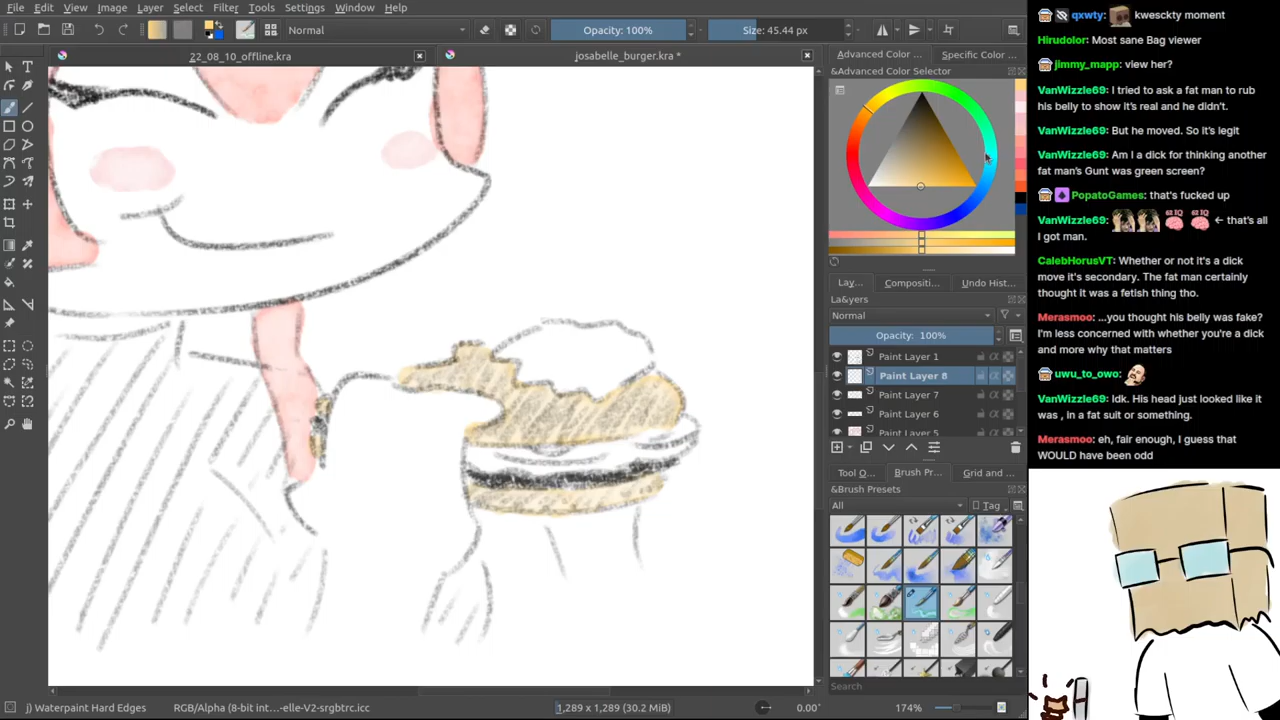 File Edit View Image Layer Select Filter Tools Settings Window Help
Normal
Opacity: 100%
Size: 45.44 px
22_08_10_offline.kra
josabelle_burger.kra *
Advanced Color ...
Specific Color ...
&Advanced Color Selector
Lay...
Compositi...
Undo Hist...
La&yers
Normal
Opacity: 100%
Paint Layer 1
Paint Layer 8
Paint Layer 7
Paint Layer 6
Paint Layer 5
Tool O...
Brush Pr...
Grid and ...
&Brush Presets
All
Tag
Search
j) Waterpaint Hard Edges
RGB/Alpha (8-bit int...-elle-V2-srgbtrc.icc
1,289 x 1,289 (30.2 MiB)
0.00°
174%
qxwty: kwesckty moment
Hirudolor: Most sane Bag viewer
jimmy_mapp: view her?
VanWizzle69: I tried to ask a fat man to rub
his belly to show it's real and he didn't.
VanWizzle69: But he moved. So it's legit
VanWizzle69: Am I a dick for thinking another
fat man's Gunt was green screen?
PopatoGames: that's fucked up
VanWizzle69: ← that's all
I got man.
CalebHorusVT: Whether or not it's a dick
move it's secondary. The fat man certainly
thought it was a fetish thing tho.
Merasmoo: ...you thought his belly was fake?
I'm less concerned with whether you're a dick
and more why that matters
uwu_to_owo:
VanWizzle69: Idk. His head just looked like it
was , in a fat suit or something.
Merasmoo: eh, fair enough, I guess that
WOULD have been odd